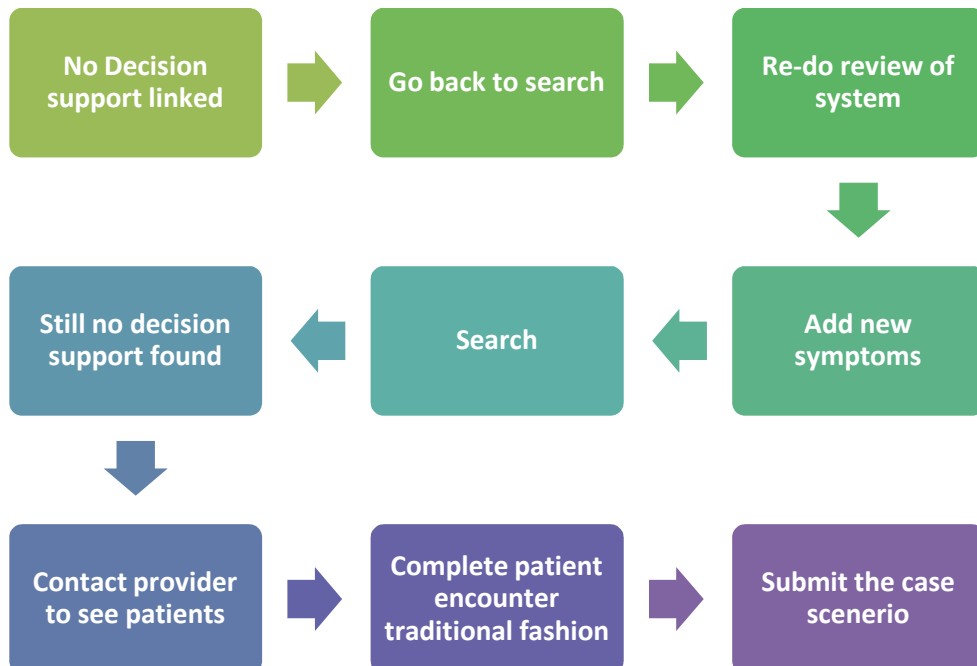 No Decision
support linked
Go back to search
Re-do review of
system
Add new
symptoms
Search
Still no decision
support found
Contact provider
to see patients
Complete patient
encounter
traditional fashion
Submit the case
scenerio